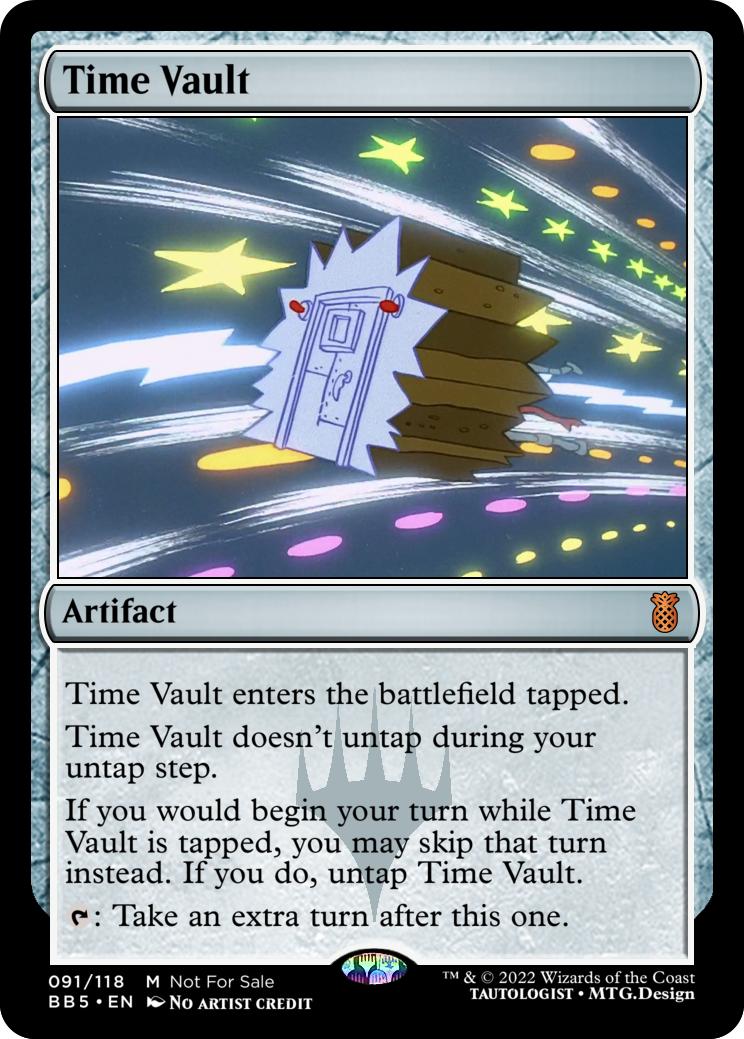 Time Vault
Artifact
Time Vault enters the battlefield tapped.
Time Vault doesn't untap during your
untap step.
If you would begin your turn while Time
Vault is tapped, you may skip that turn
instead. If you do, untap Time Vault.
: Take an extra turn after this one.
091/118 M Not For Sale
BB5 • EN No artist credit
™ & © 2022 Wizards of the Coast
Tautologist • MTG.Design